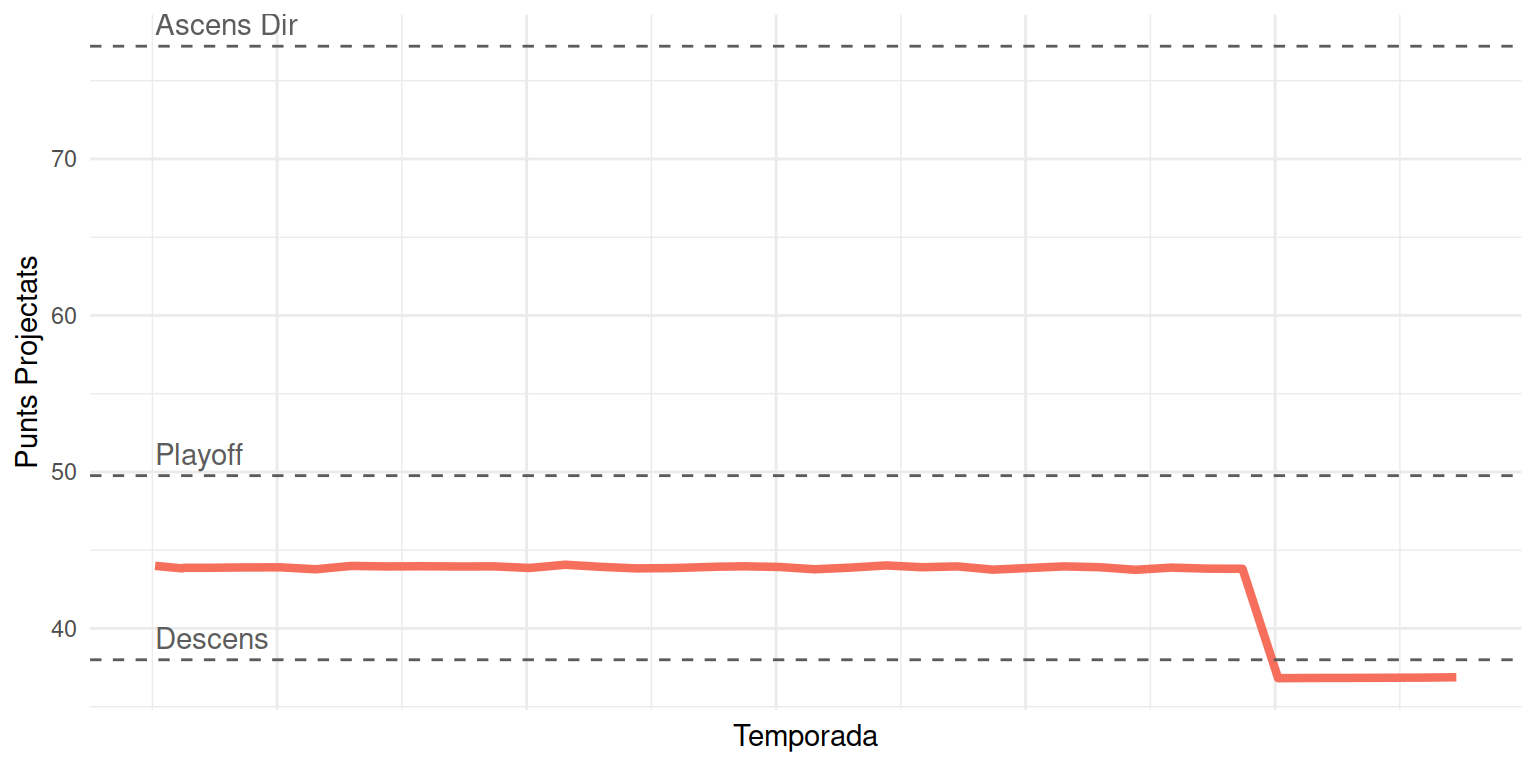 Ascens Dir
70
60
Punts Projectats
Playoff
50
40
Descens
Temporada